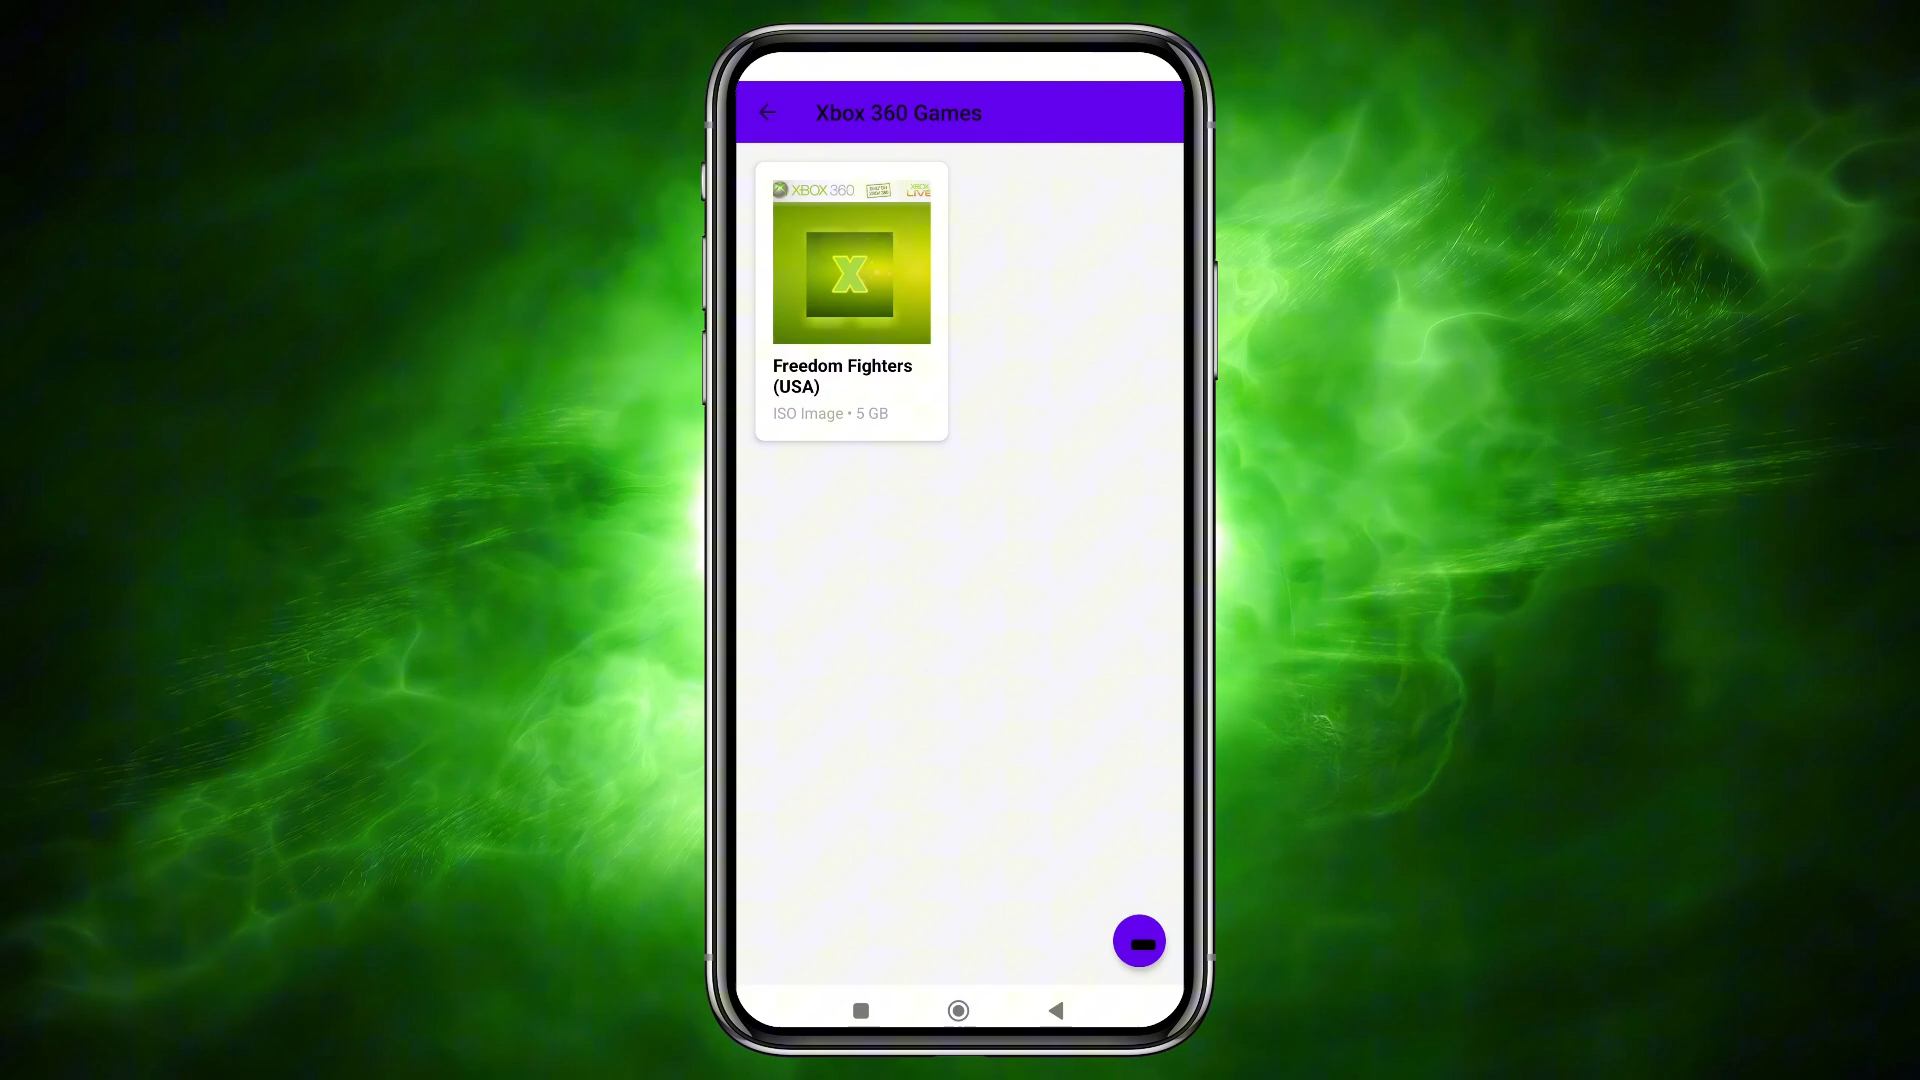 Xbox 360 Games
XBOX 360
XBOX
LIVE
X
Freedom Fighters
(USA)
ISO Image • 5 GB